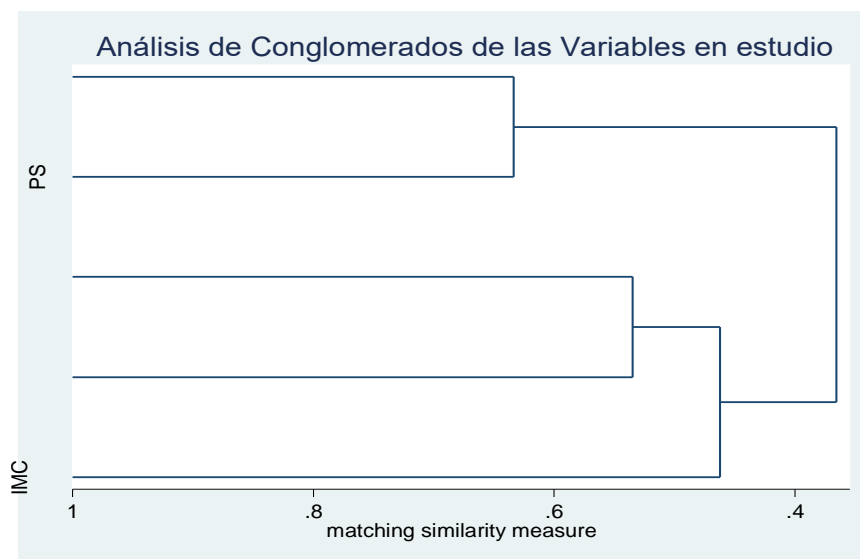 Análisis de Conglomerados de las Variables en estudio
PS
IMC
1 .8 .6 .4
matching similarity measure